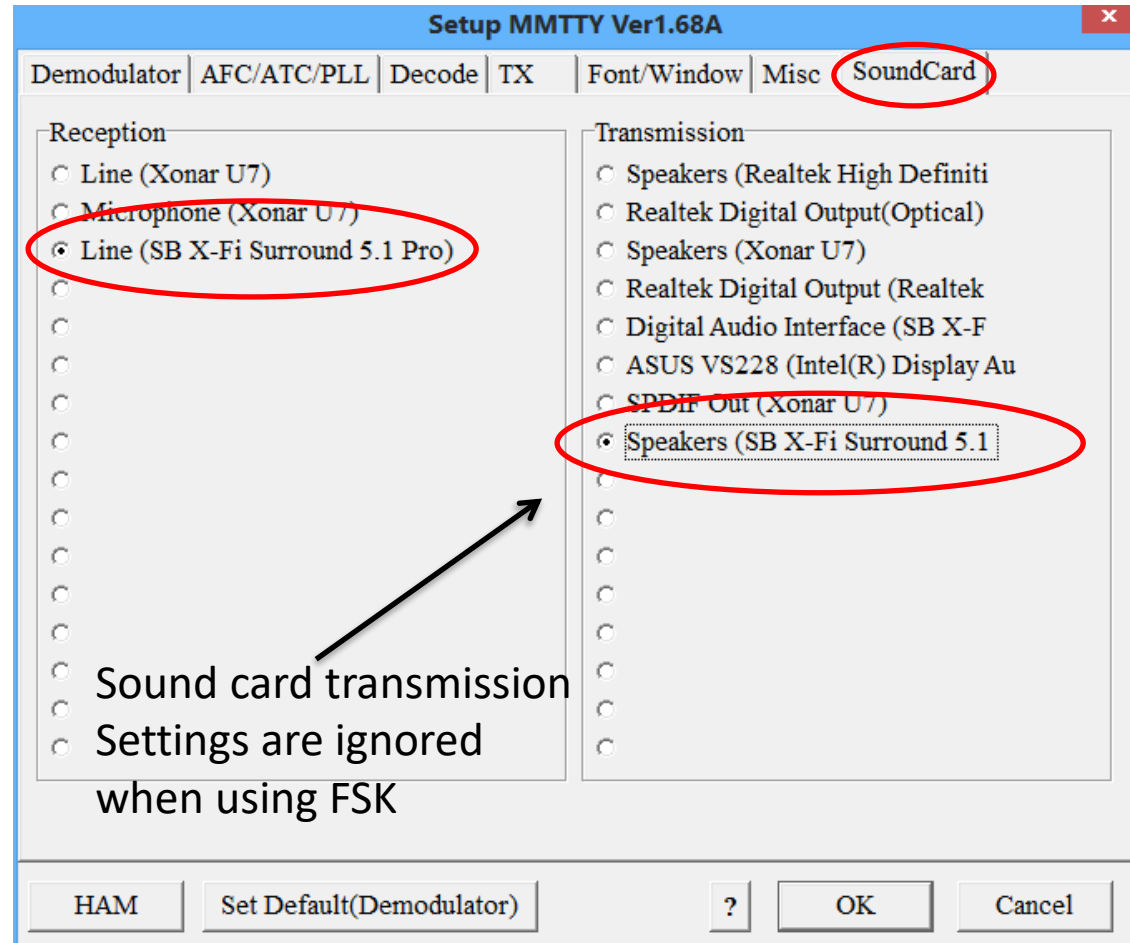 Setup MMTTY Ver1.68A
x
Demodulator AFC/ATC/PLL Decode TX Font/Window Misc SoundCard
Reception
Line (Xonar U7)
Microphone (Xonar U7)
Line (SB X-Fi Surround 5.1 Pro)
Transmission
Speakers (Realtek High Definiti
Realtek Digital Output(Optical)
Speakers (Xonar U7)
Realtek Digital Output (Realtek
Digital Audio Interface (SB X-F
ASUS VS228 (Intel(R) Display Au
SPDIF Out (Xonar U7)
Speakers (SB X-Fi Surround 5.1
Sound card transmission
Settings are ignored
when using FSK
HAM Set Default(Demodulator) ? OK Cancel